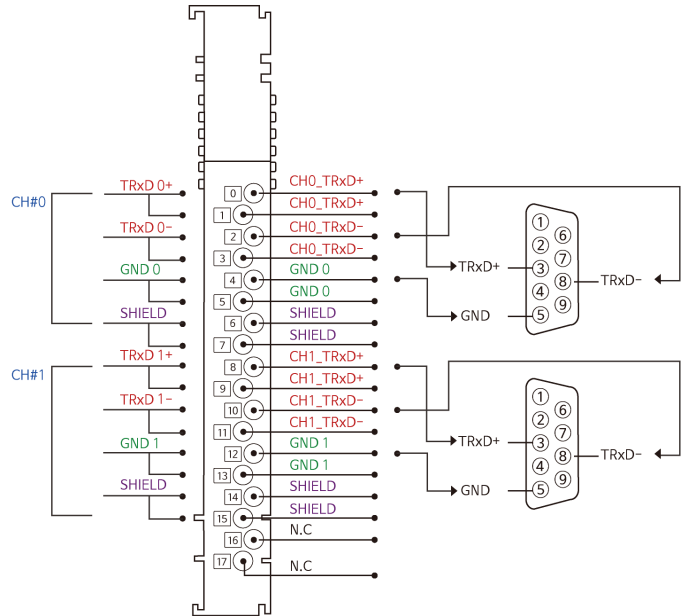 CH#0
TRxD 0+
TRxD 0−
GND 0
SHIELD
CH#1
TRxD 1+
TRxD 1−
GND 1
SHIELD
0 CH0_TRxD+
1 CH0_TRxD+
2 CH0_TRxD−
3 CH0_TRxD−
4 GND 0
5 GND 0
6 SHIELD
7 SHIELD
8 CH1_TRxD+
9 CH1_TRxD+
10 CH1_TRxD−
11 CH1_TRxD−
12 GND 1
13 GND 1
14 SHIELD
15 SHIELD
16 N.C
17 N.C
TRxD+
GND
1
2
3
4
5
6
7
8
9
TRxD−
TRxD+
GND
1
2
3
4
5
6
7
8
9
TRxD−